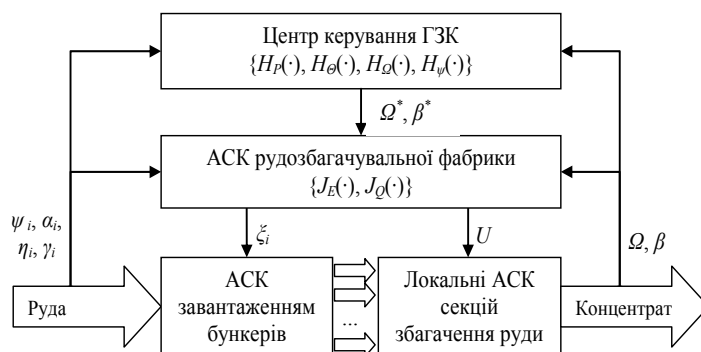 Центр керування ГЗК
{H_P(·), H_Θ(·), H_Ω(·), H_ψ(·)}
Ω*, β*
АСК рудозбагачувальної фабрики
{J_E(·), J_Q(·)}
ψ_i, α_i,
η_i, γ_i
ξ_i
U
Ω, β
Руда
АСК
завантаженням
бункерів
...
Локальні АСК
секцій
збагачення руди
Концентрат